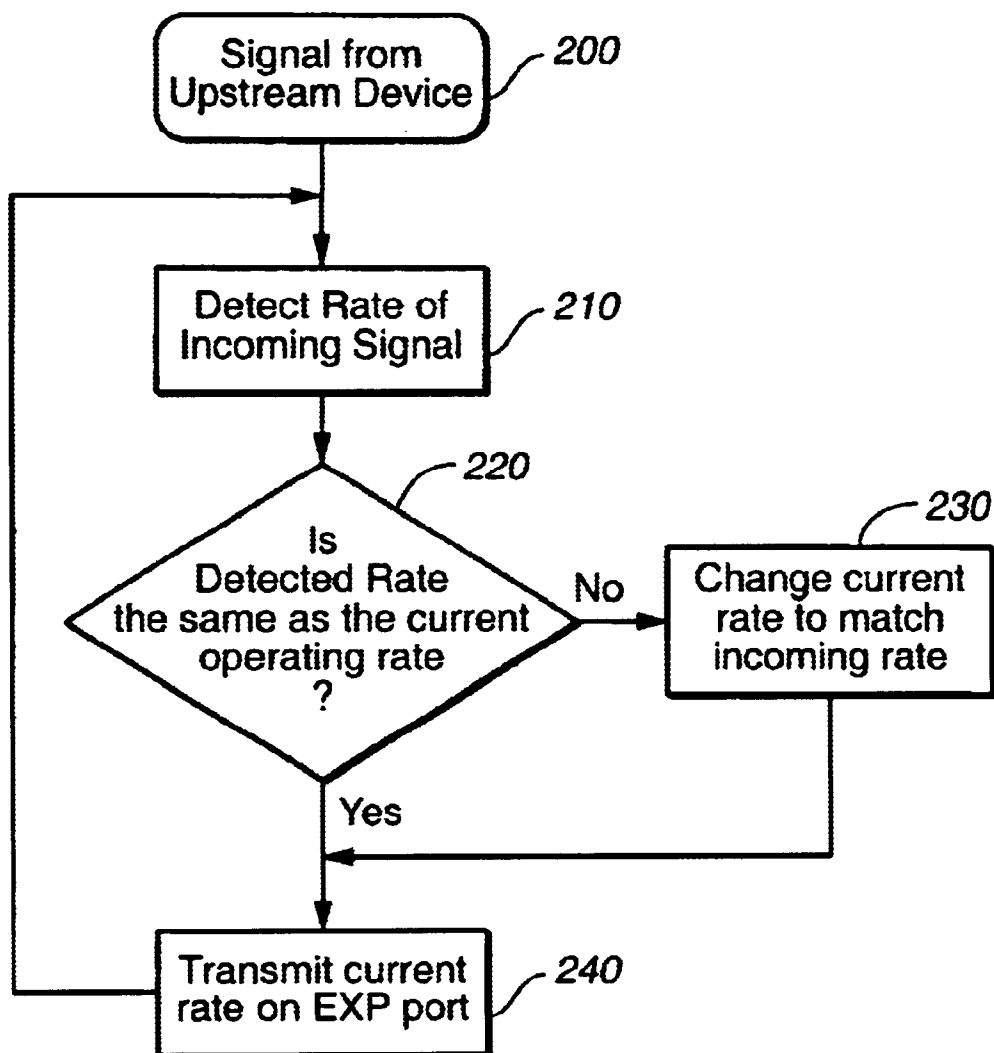 Signal from
Upstream Device
200
Detect Rate of
Incoming Signal
210
220
Is
Detected Rate
the same as the current
operating rate
?
No
230
Change current
rate to match
incoming rate
Yes
Transmit current
rate on EXP port
240